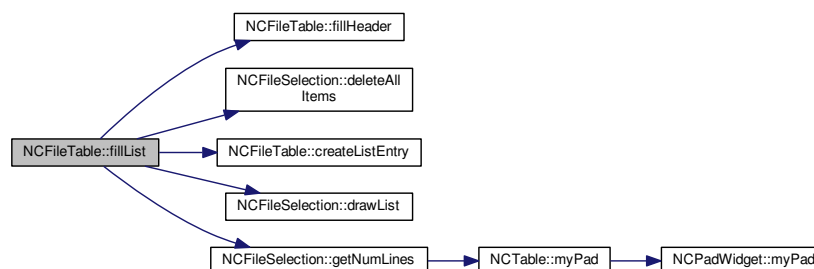 NCFileTable::fillHeader
NCFileSelection::deleteAll
Items
NCFileTable::fillList
NCFileTable::createListEntry
NCFileSelection::drawList
NCFileSelection::getNumLines
NCTable::myPad
NCPadWidget::myPad